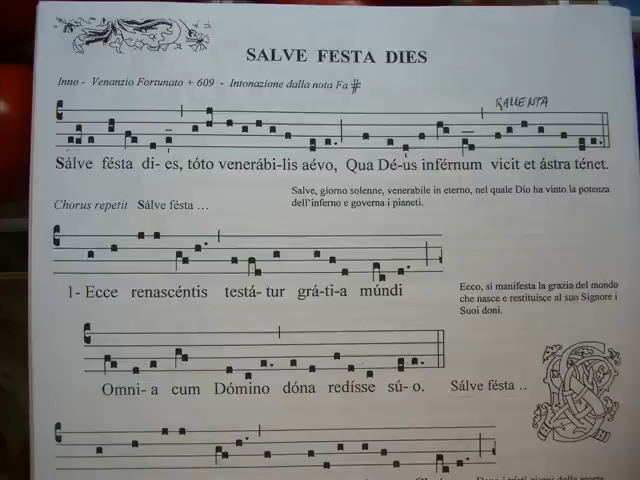 SALVE FESTA DIES
Inno - Venanzio Fortunato + 609 - Intonazione dalla nota Fa #
RALLENTA
Sálve fésta di- es, tóto venerábi-lis aévo, Qua Dé-us inférnum vicit et ástra ténet.
Salve, giorno solenne, venerabile in eterno, nel quale Dio ha vinto la potenza
dell'inferno e governa i pianeti.
Chorus repetit Sálve fésta ...
1- Ecce renascéntis testá- tur grá-ti-a múndi
Ecco, si manifesta la grazia del mondo
che nasce e restituisce al suo Signore i
Suoi doni.
Omni- a cum Dómino dóna redísse sú- o. Sálve fésta ..